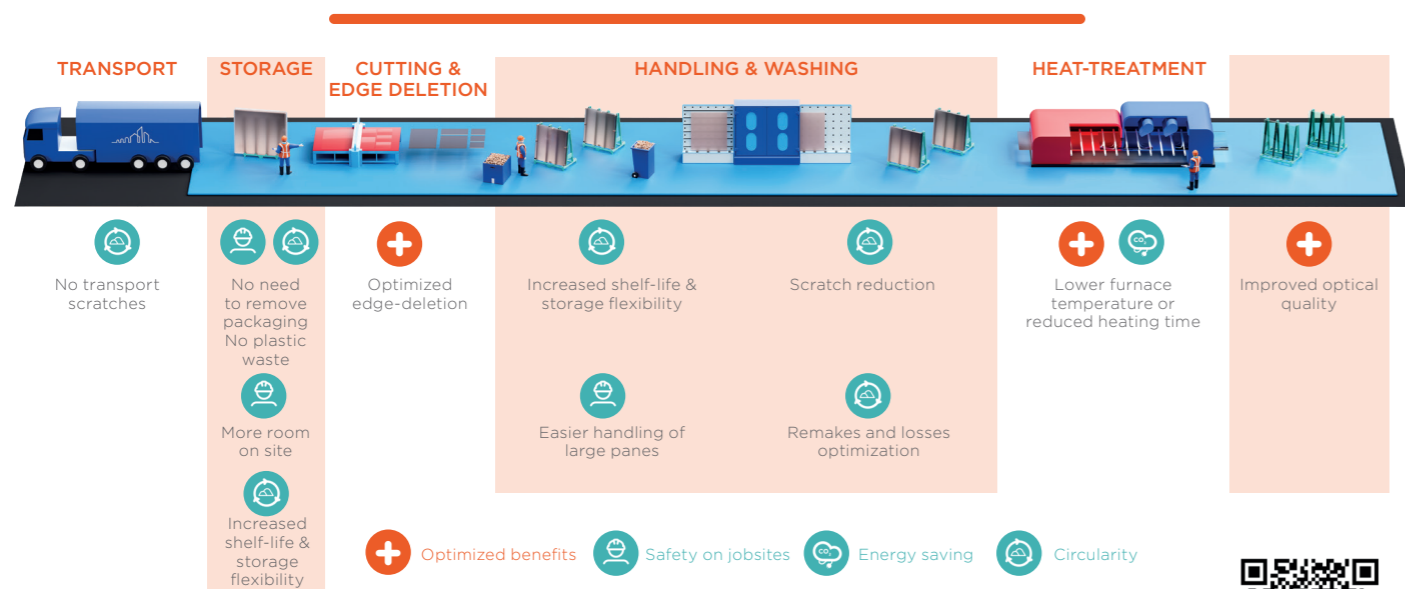 TRANSPORT
STORAGE
CUTTING &
EDGE DELETION
HANDLING & WASHING
HEAT-TREATMENT
No transport
scratches
No need
to remove
packaging
No plastic
waste
More room
on site
Increased
shelf-life &
storage
flexibility
Optimized
edge-deletion
Increased shelf-life &
storage flexibility
Easier handling of
large panes
Scratch reduction
Remakes and losses
optimization
CO₂
Lower furnace
temperature or
reduced heating time
Improved optical
quality
Optimized benefits
Safety on jobsites
CO₂
Energy saving
Circularity